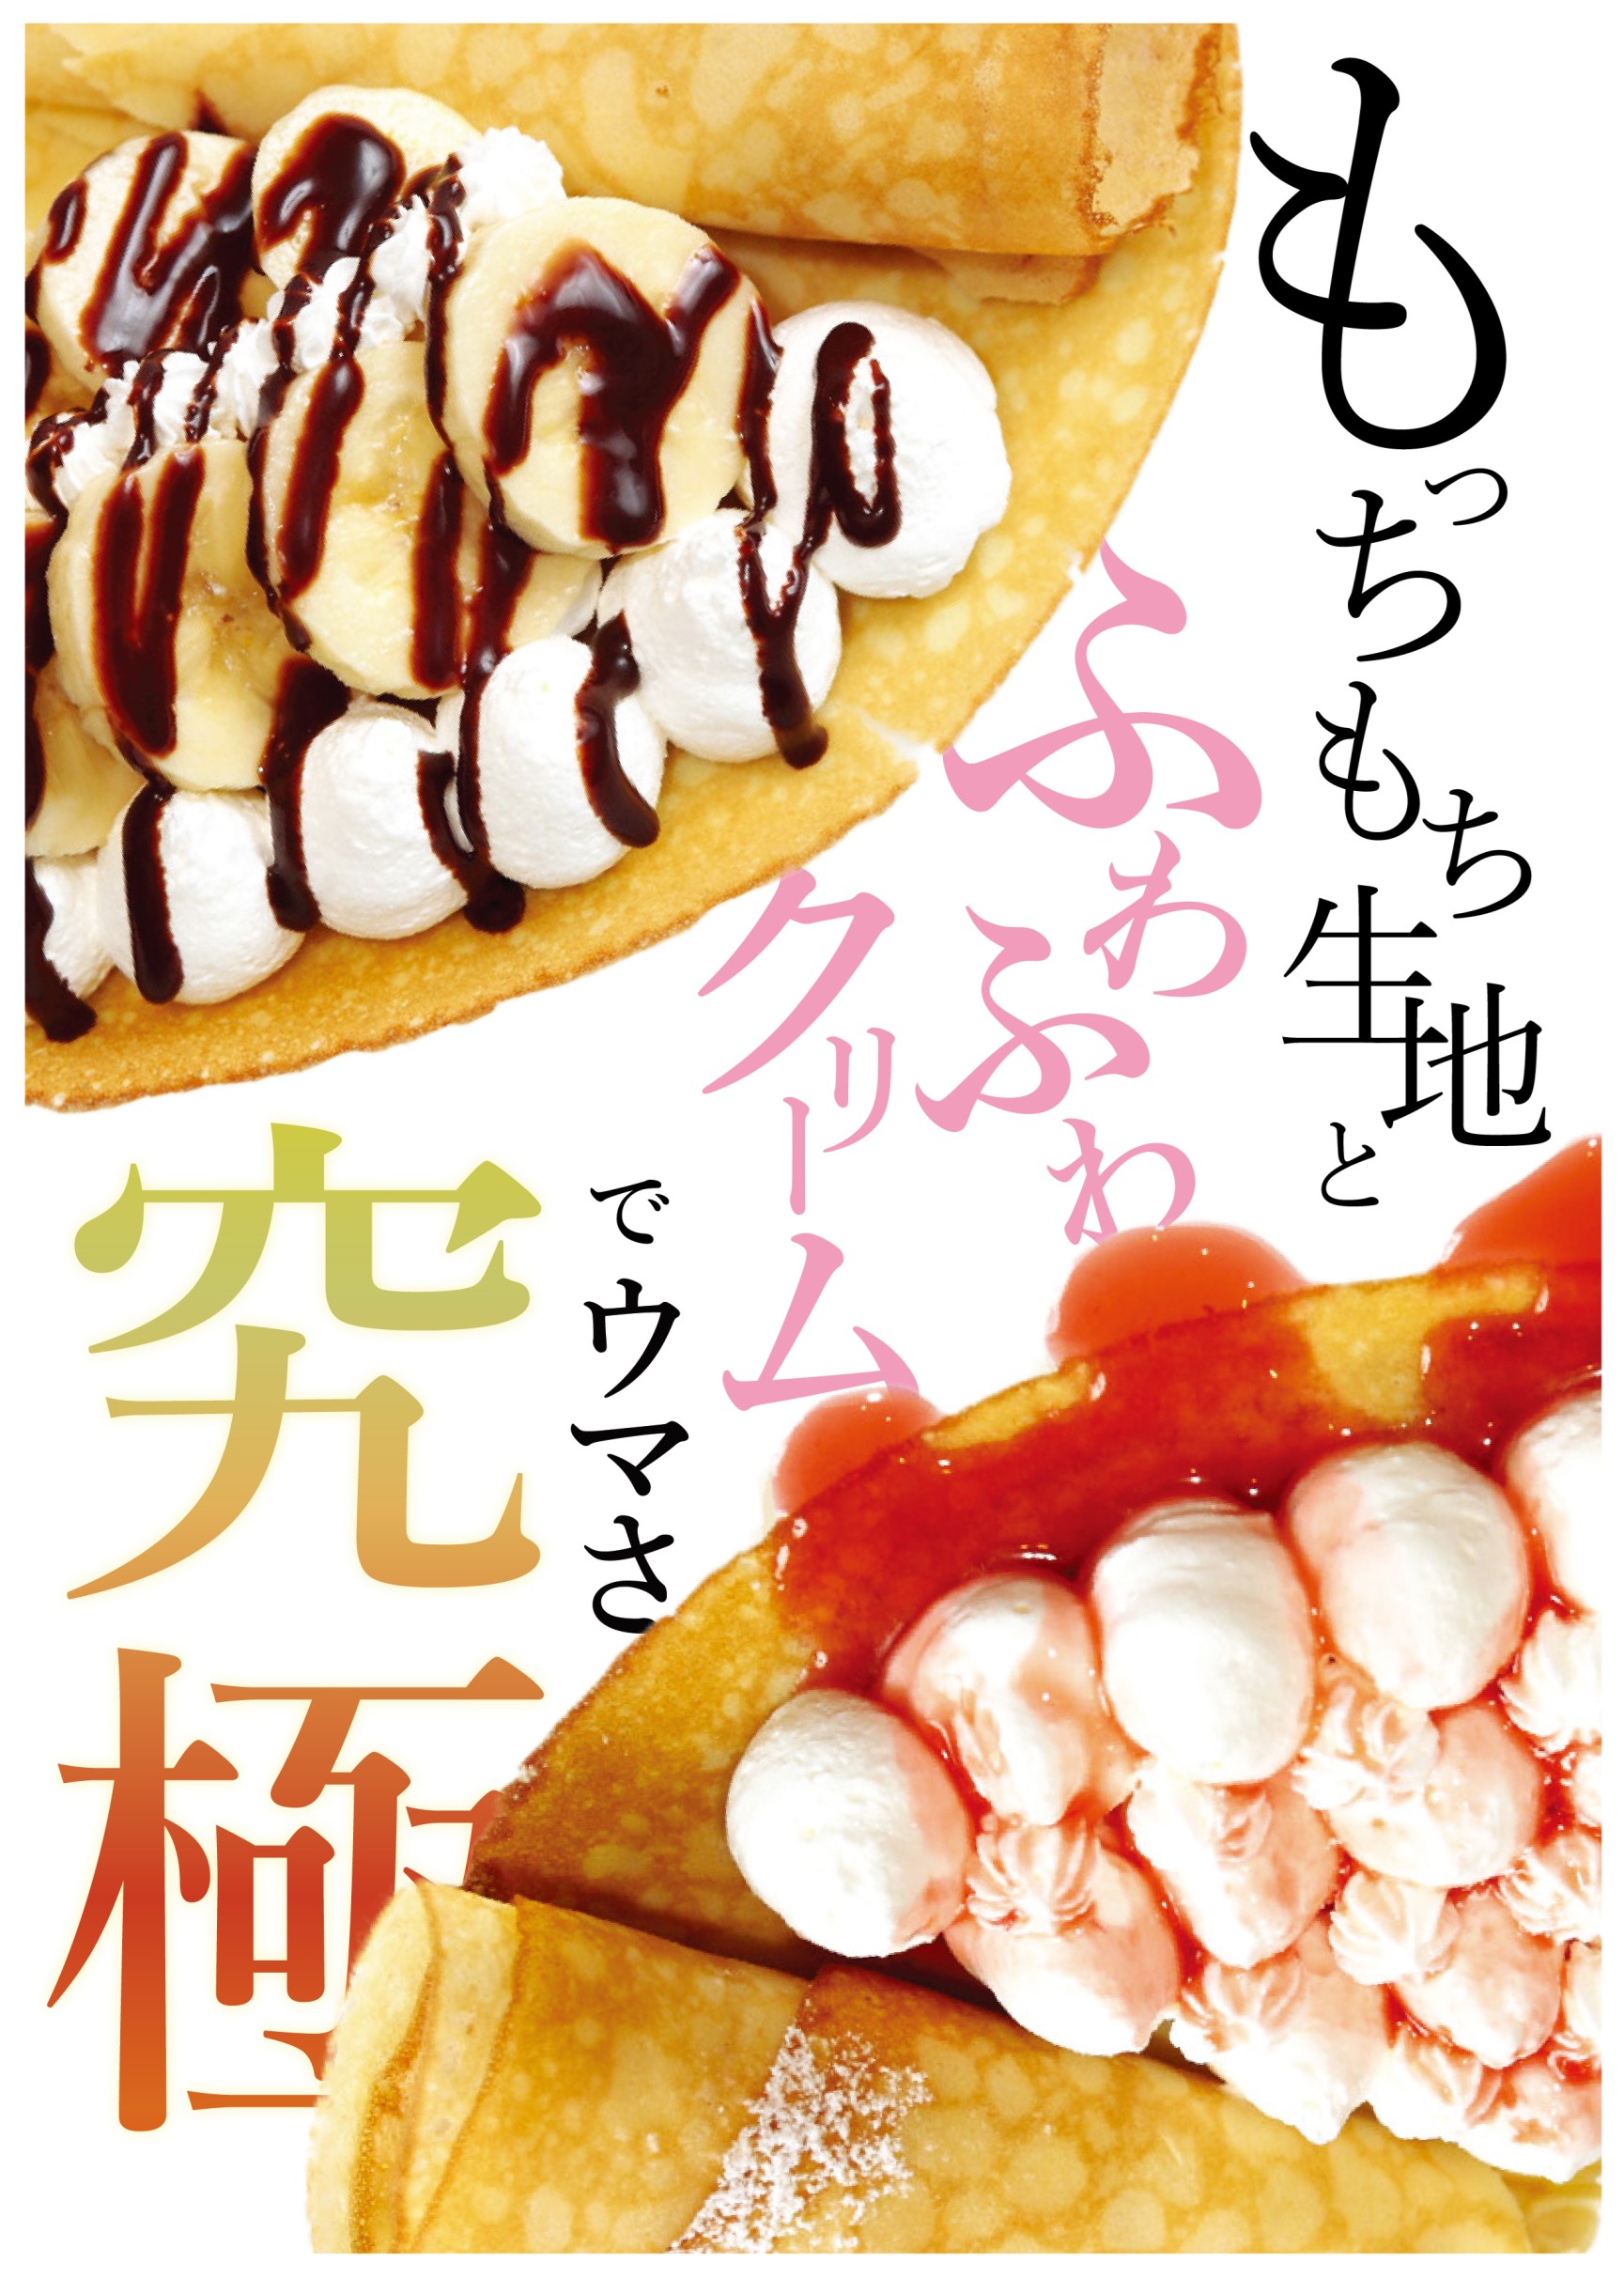 もっちもち生地と
ふわふわ
クリーム
でウマさ
究極